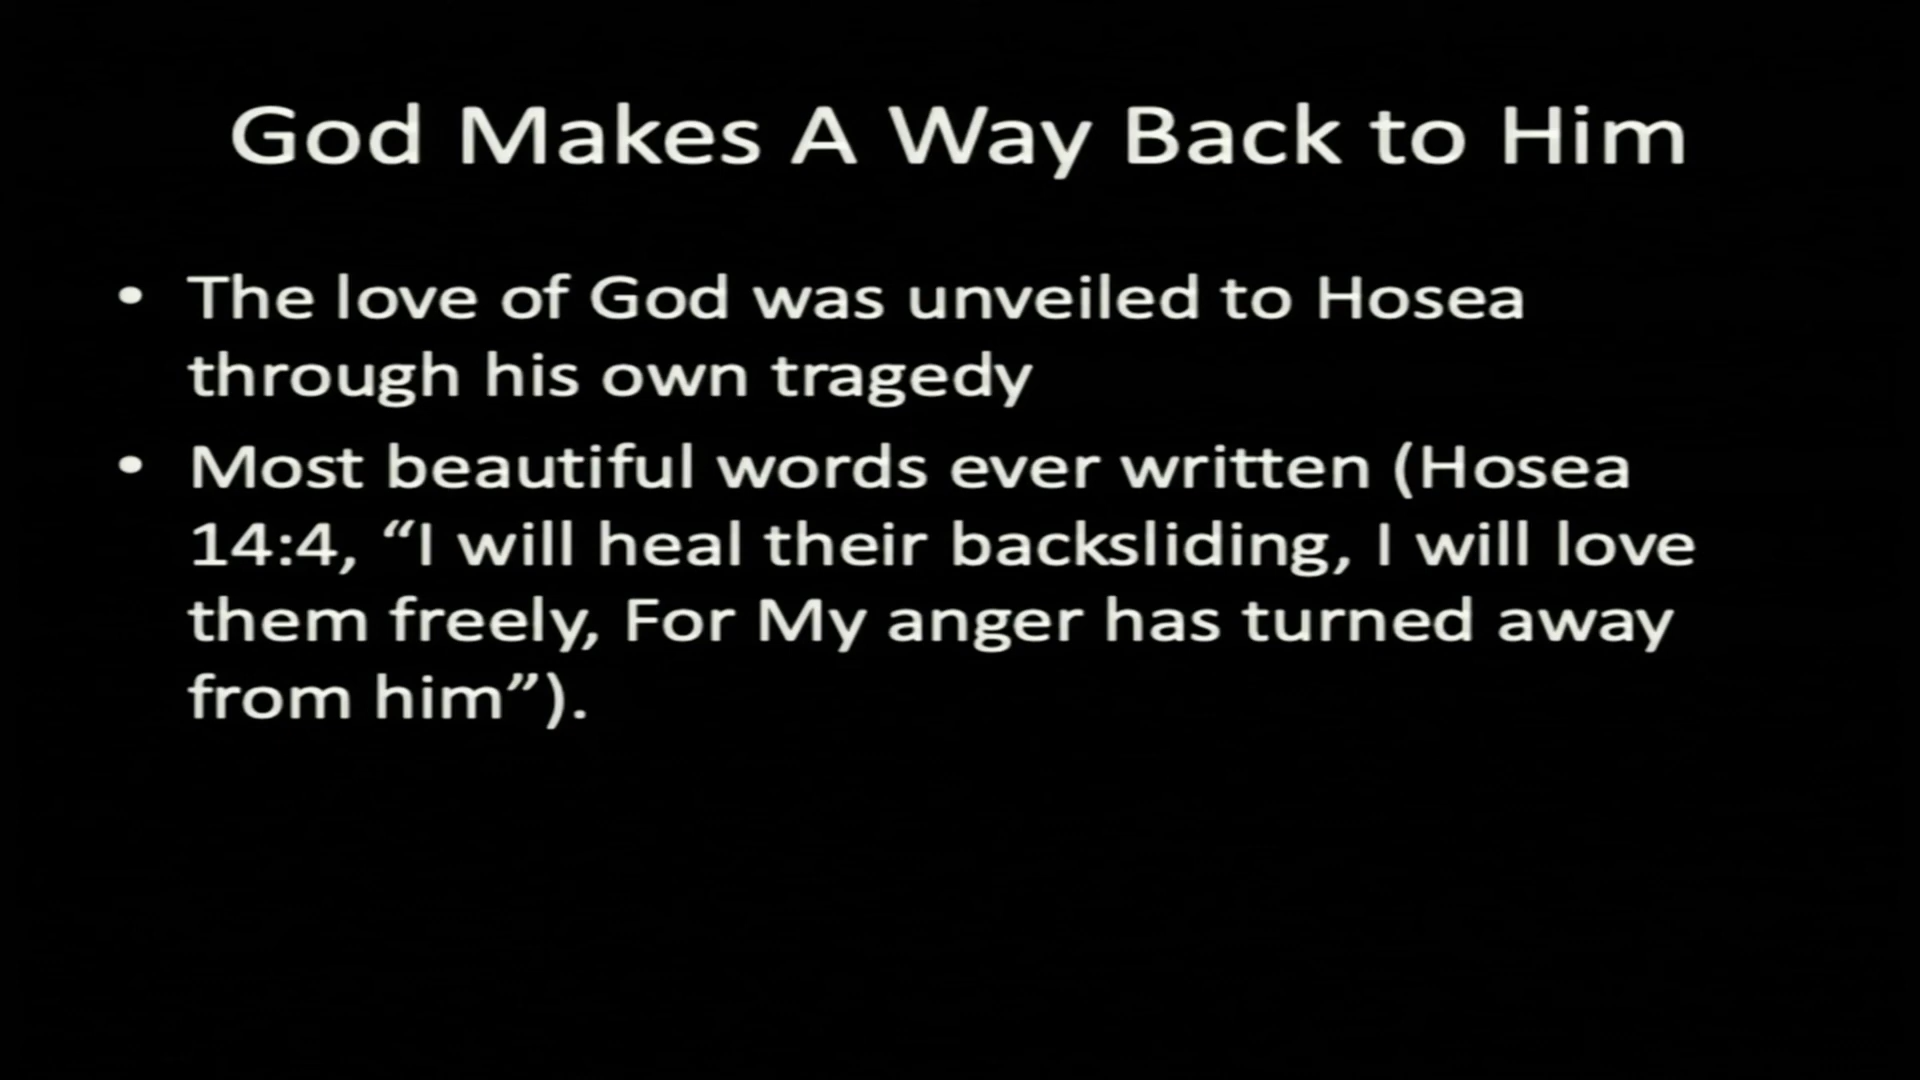 God Makes A Way Back to Him
• The love of God was unveiled to Hosea
through his own tragedy
• Most beautiful words ever written (Hosea
14:4, “I will heal their backsliding, I will love
them freely, For My anger has turned away
from him”).